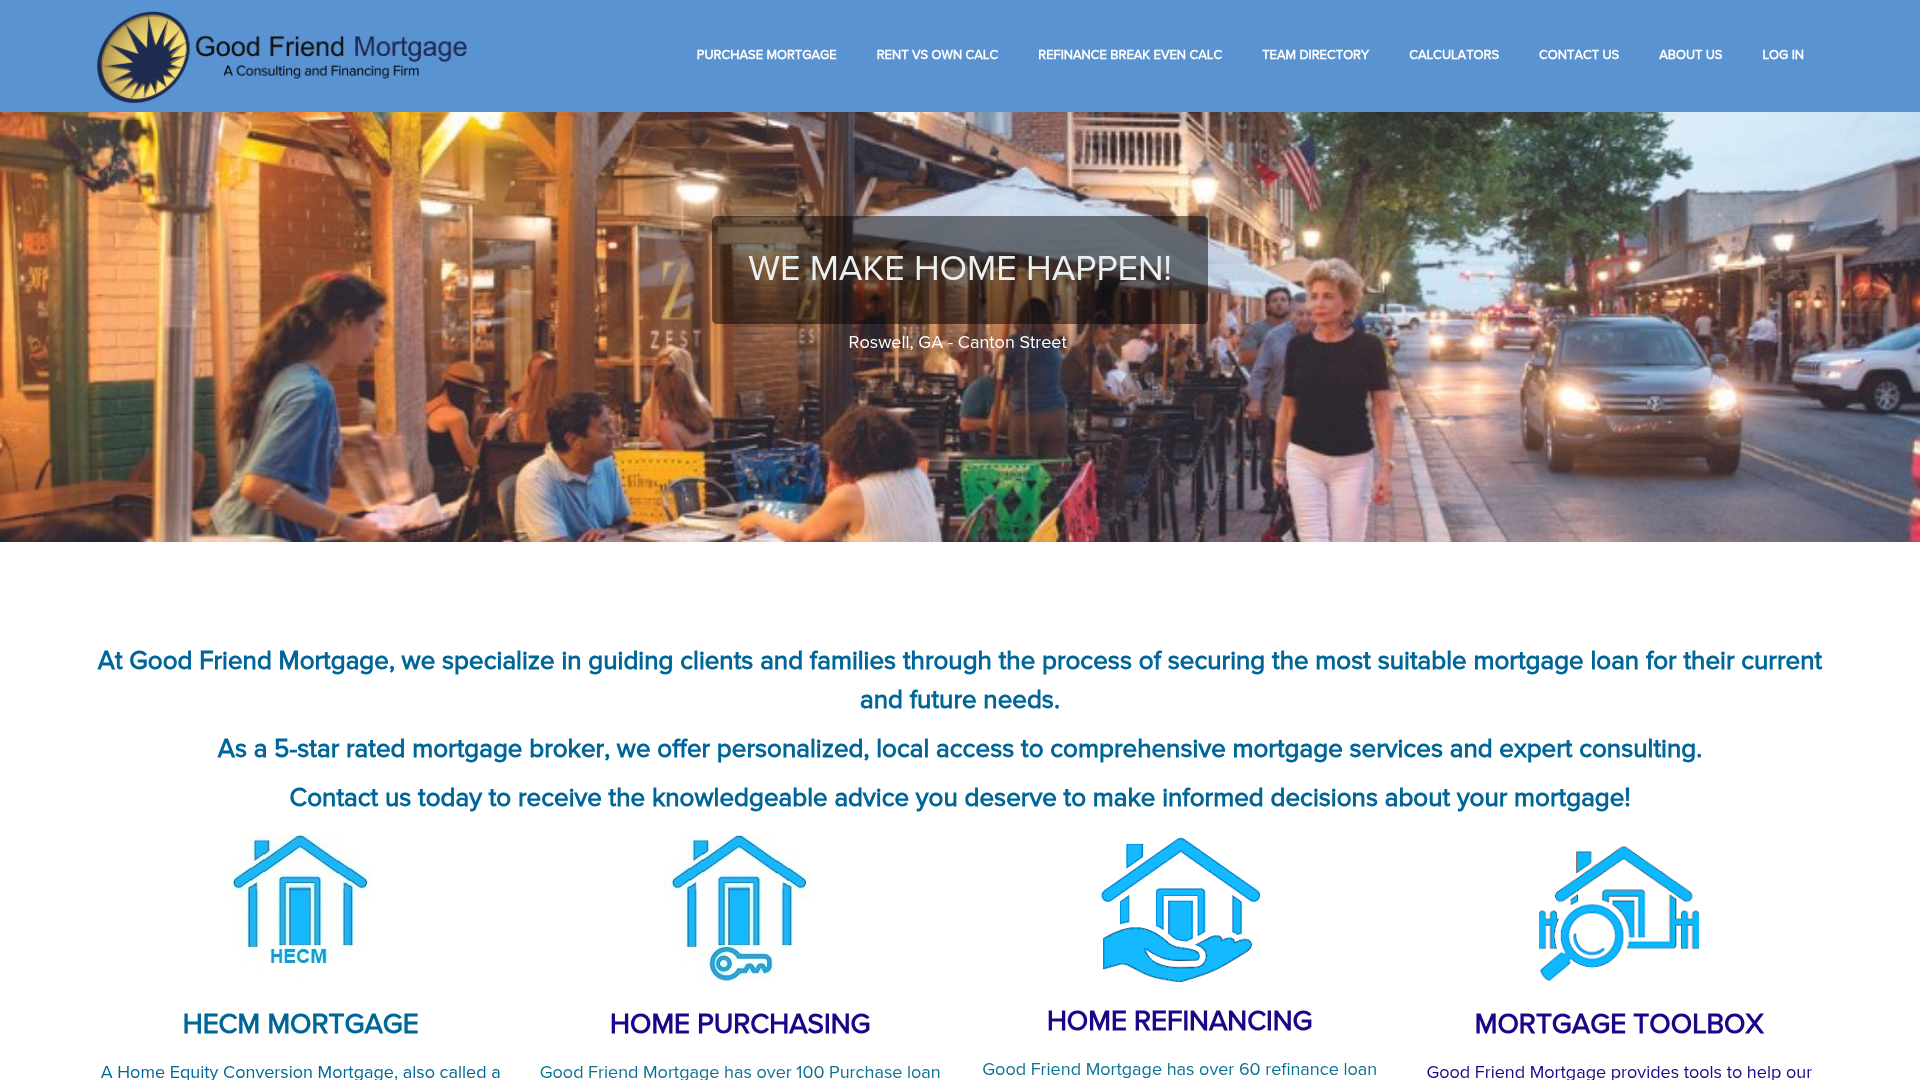 Good Friend Mortgage
A Consulting and Financing Firm
PURCHASE MORTGAGE
RENT VS OWN CALC
REFINANCE BREAK EVEN CALC
TEAM DIRECTORY
CALCULATORS
CONTACT US
ABOUT US
LOG IN
WE MAKE HOME HAPPEN!
Z
ZEST
Roswell, GA - Canton Street
At Good Friend Mortgage, we specialize in guiding clients and families through the process of securing the most suitable mortgage loan for their current
and future needs.
As a 5-star rated mortgage broker, we offer personalized, local access to comprehensive mortgage services and expert consulting.
Contact us today to receive the knowledgeable advice you deserve to make informed decisions about your mortgage!
HECM
HECM MORTGAGE
HOME PURCHASING
HOME REFINANCING
MORTGAGE TOOLBOX
A Home Equity Conversion Mortgage, also called a
Good Friend Mortgage has over 100 Purchase loan
Good Friend Mortgage has over 60 refinance loan
Good Friend Mortgage provides tools to help our